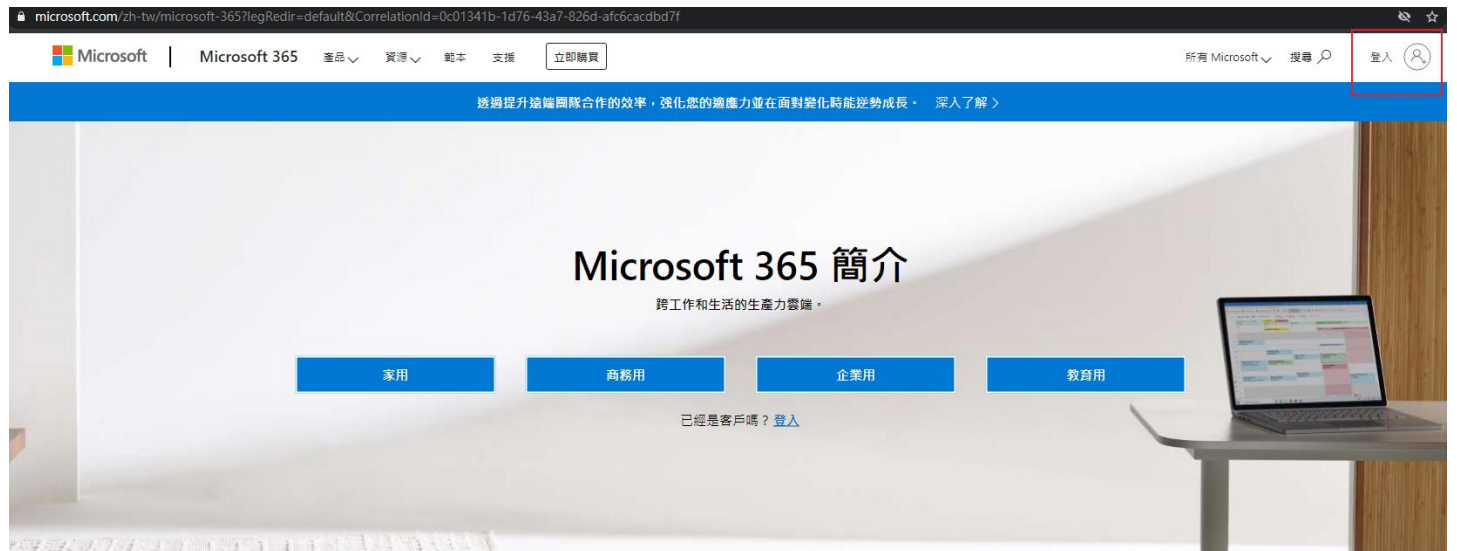 microsoft.com/zh-tw/microsoft-365?legRedir=default&CorrelationId=0c01341b-1d76-43a7-826d-afc6cacdbd7f
Microsoft | Microsoft 365 產品 資源 範本 支援 立即購買 所有 Microsoft 搜尋 登入
透過提升遠端團隊合作的效率，強化您的適應力並在面對變化時能逆勢成長。 深入了解 >
Microsoft 365 簡介
跨工作和生活的生產力雲端。
家用 商務用 企業用 教育用
已經是客戶嗎？登入